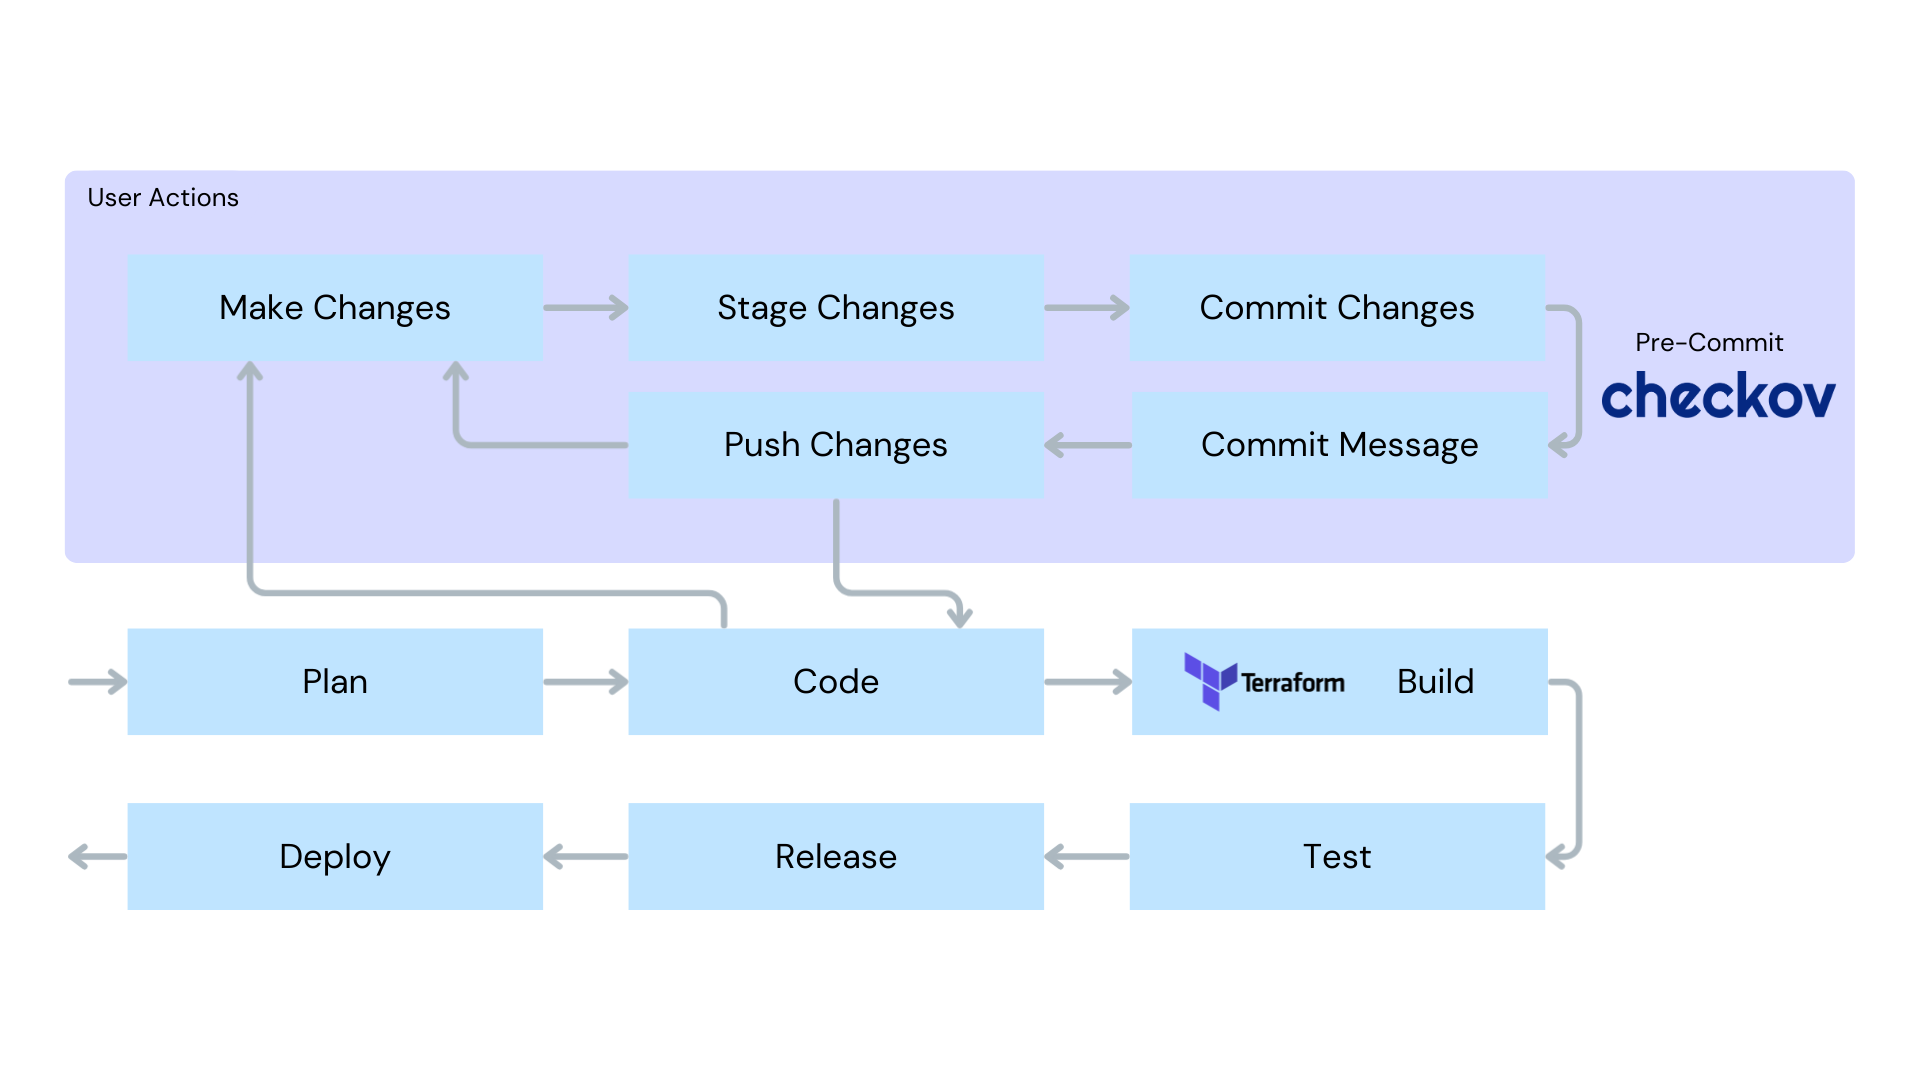 User Actions
Make Changes
Stage Changes
Commit Changes
Pre-Commit
checkov
Push Changes
Commit Message
Plan
Code
Terraform
Build
Deploy
Release
Test